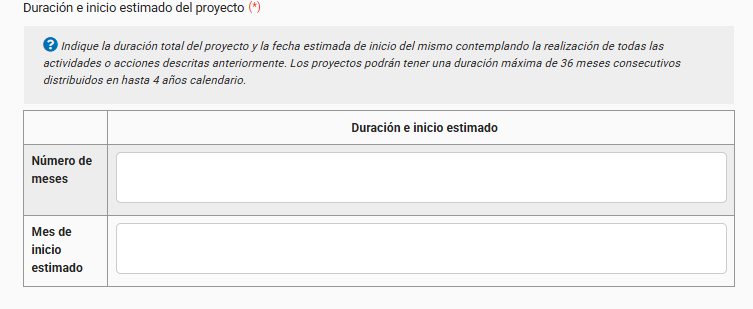 Duración e inicio estimado del proyecto (*)
? Indique la duración total del proyecto y la fecha estimada de inicio del mismo contemplando la realización de todas las
actividades o acciones descritas anteriormente. Los proyectos podrán tener una duración máxima de 36 meses consecutivos
distribuidos en hasta 4 años calendario.
Duración e inicio estimado
Número de
meses
Mes de
inicio
estimado